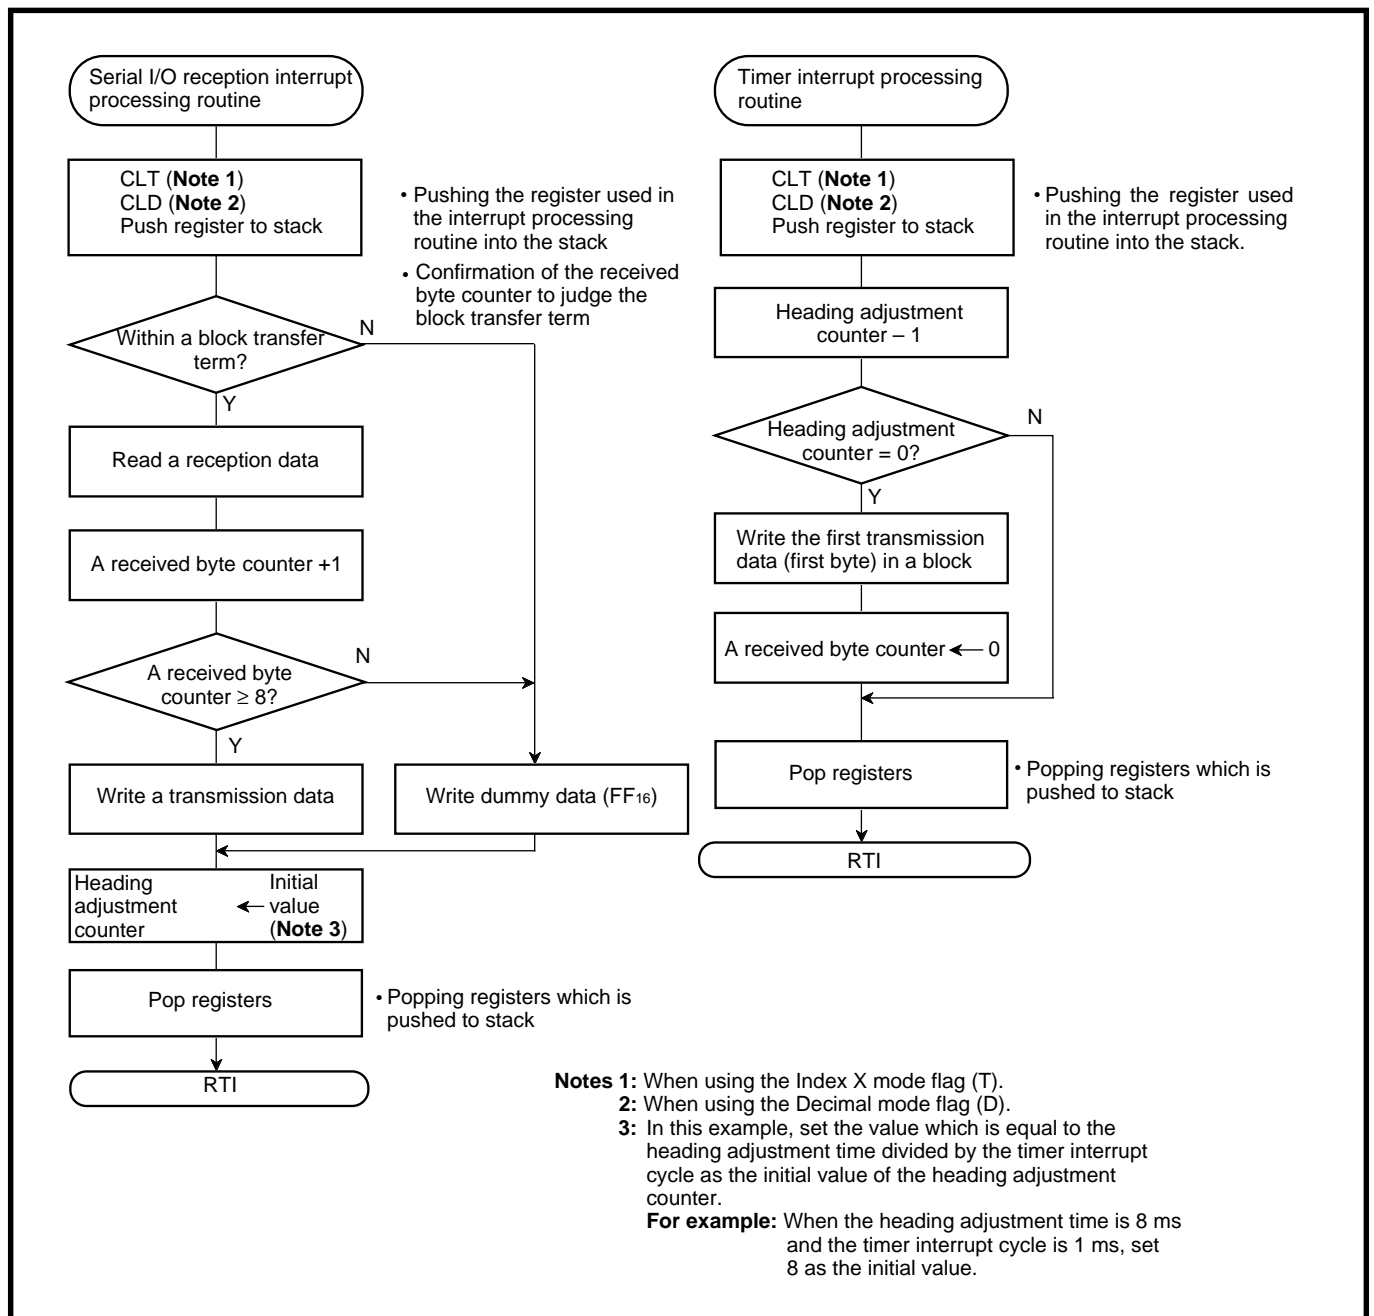 Serial I/O reception interrupt
processing routine
CLT (Note 1)
CLD (Note 2)
Push register to stack
• Pushing the register used in
the interrupt processing
routine into the stack
• Confirmation of the received
byte counter to judge the
block transfer term
Within a block transfer
term?
N
Y
Read a reception data
A received byte counter +1
A received byte
counter ≥ 8?
N
Y
Write a transmission data
Write dummy data (FF16)
Heading
adjustment
counter
←
Initial
value
(Note 3)
Pop registers
• Popping registers which is
pushed to stack
RTI
Timer interrupt processing
routine
CLT (Note 1)
CLD (Note 2)
Push register to stack
• Pushing the register used
in the interrupt processing
routine into the stack.
Heading adjustment
counter – 1
Heading adjustment
counter = 0?
N
Y
Write the first transmission
data (first byte) in a block
A received byte counter ← 0
Pop registers
• Popping registers which is
pushed to stack
RTI
Notes 1: When using the Index X mode flag (T).
2: When using the Decimal mode flag (D).
3: In this example, set the value which is equal to the
heading adjustment time divided by the timer interrupt
cycle as the initial value of the heading adjustment
counter.
For example: When the heading adjustment time is 8 ms
and the timer interrupt cycle is 1 ms, set
8 as the initial value.